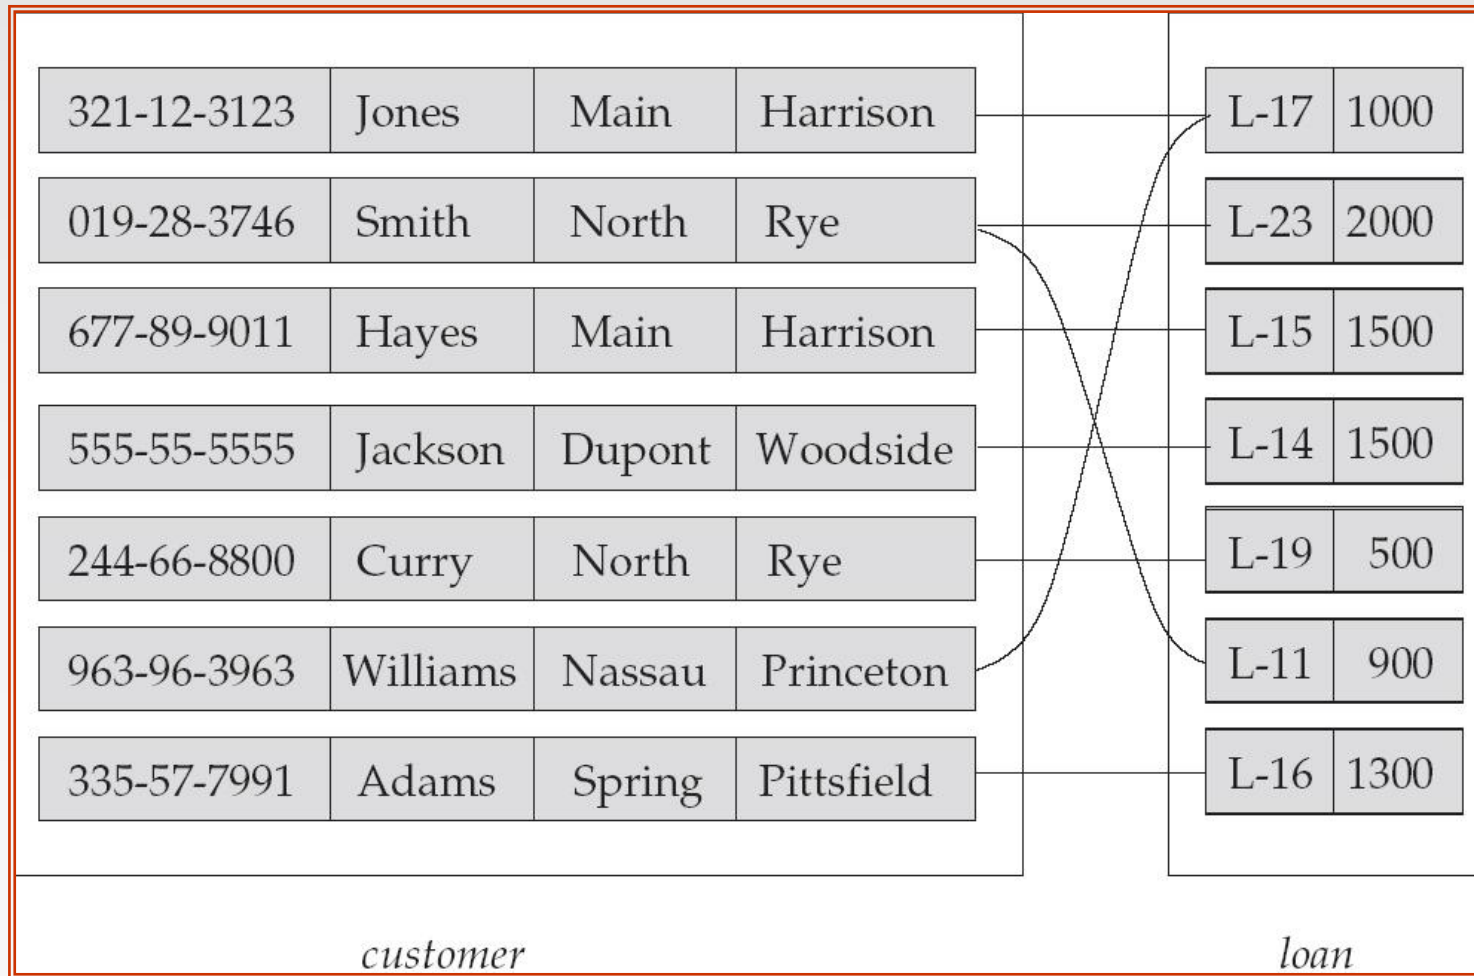 321-12-3123 Jones Main Harrison L-17 1000
019-28-3746 Smith North Rye L-23 2000
677-89-9011 Hayes Main Harrison L-15 1500
555-55-5555 Jackson Dupont Woodside L-14 1500
244-66-8800 Curry North Rye L-19 500
963-96-3963 Williams Nassau Princeton L-11 900
335-57-7991 Adams Spring Pittsfield L-16 1300
customer loan